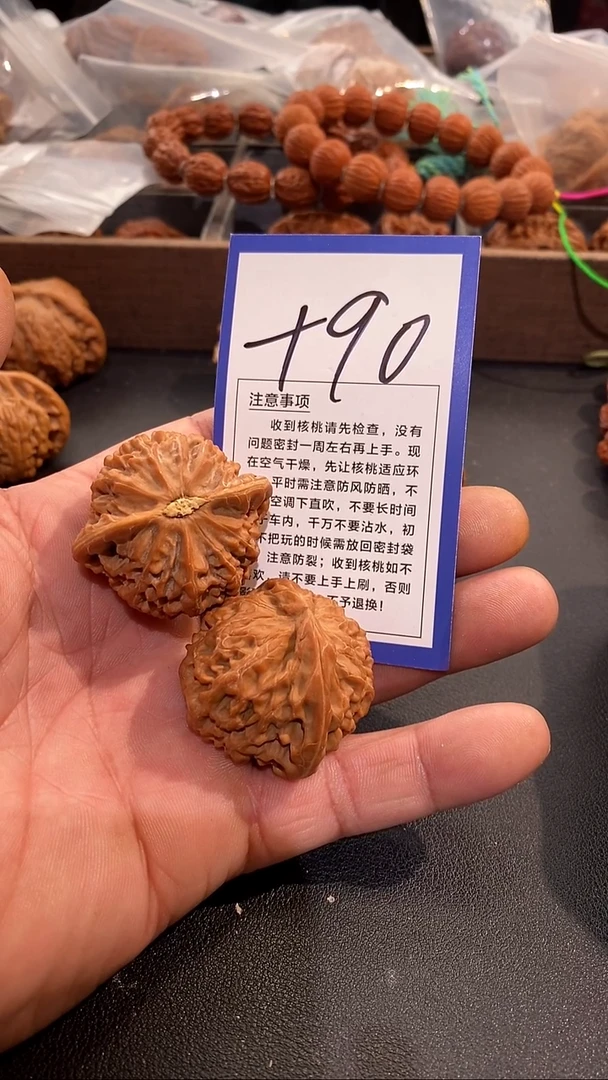 +90
注意事项
收到核桃请先检查，没有
问题密封一周左右再上手。现
在空气干燥，先让核桃适应环
平时需注意防风防晒，不
空调下直吹，不要长时间
车内，千万不要沾水，初
不把玩的时候需放回密封袋
注意防裂；收到核桃如不
欢，请不要上手上刷，否则
不予退换！